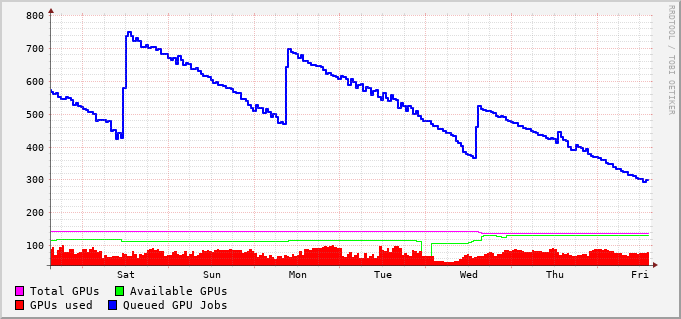 800
700
600
500
400
300
200
100
Sat Sun Mon Tue Wed Thu Fri
Total GPUs Available GPUs
GPUs used Queued GPU Jobs
RRDTOOL / TOBI OETIKER